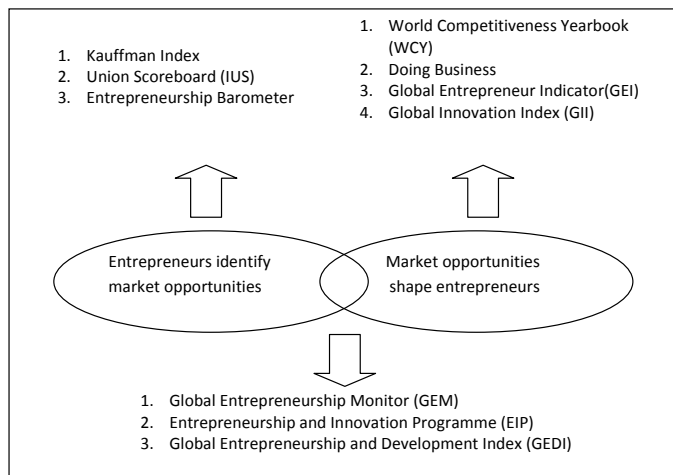 1. Kauffman Index
2. Union Scoreboard (IUS)
3. Entrepreneurship Barometer
1. World Competitiveness Yearbook
(WCY)
2. Doing Business
3. Global Entrepreneur Indicator(GEI)
4. Global Innovation Index (GII)
Entrepreneurs identify
market opportunities
Market opportunities
shape entrepreneurs
1. Global Entrepreneurship Monitor (GEM)
2. Entrepreneurship and Innovation Programme (EIP)
3. Global Entrepreneurship and Development Index (GEDI)